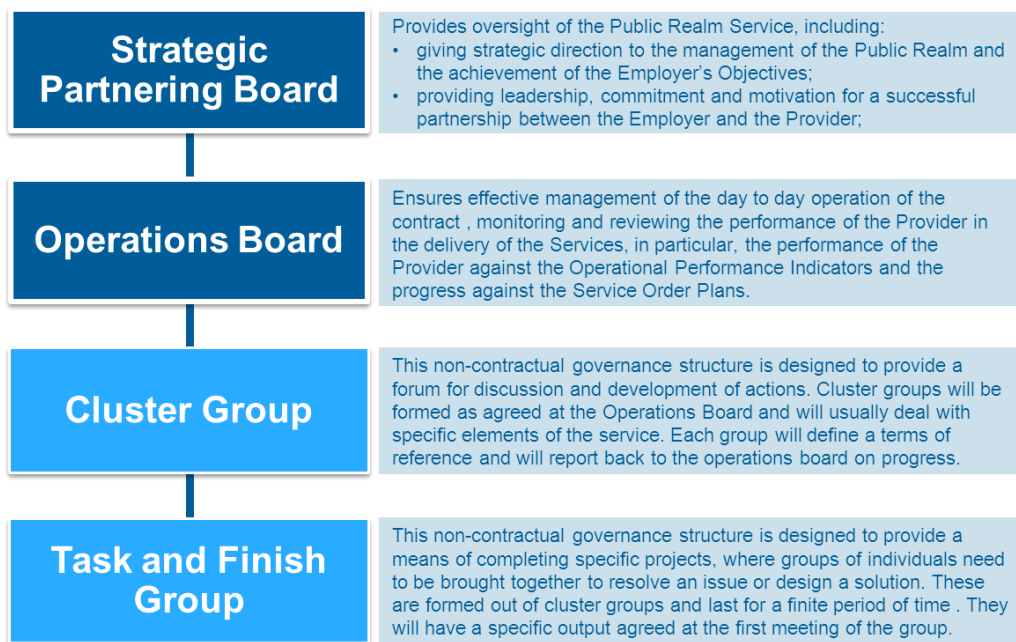 Strategic
Partnering Board
Provides oversight of the Public Realm Service, including:
• giving strategic direction to the management of the Public Realm and
the achievement of the Employer's Objectives;
• providing leadership, commitment and motivation for a successful
partnership between the Employer and the Provider;
Operations Board
Ensures effective management of the day to day operation of the
contract , monitoring and reviewing the performance of the Provider in
the delivery of the Services, in particular, the performance of the
Provider against the Operational Performance Indicators and the
progress against the Service Order Plans.
Cluster Group
This non-contractual governance structure is designed to provide a
forum for discussion and development of actions. Cluster groups will be
formed as agreed at the Operations Board and will usually deal with
specific elements of the service. Each group will define a terms of
reference and will report back to the operations board on progress.
Task and Finish
Group
This non-contractual governance structure is designed to provide a
means of completing specific projects, where groups of individuals need
to be brought together to resolve an issue or design a solution. These
are formed out of cluster groups and last for a finite period of time . They
will have a specific output agreed at the first meeting of the group.